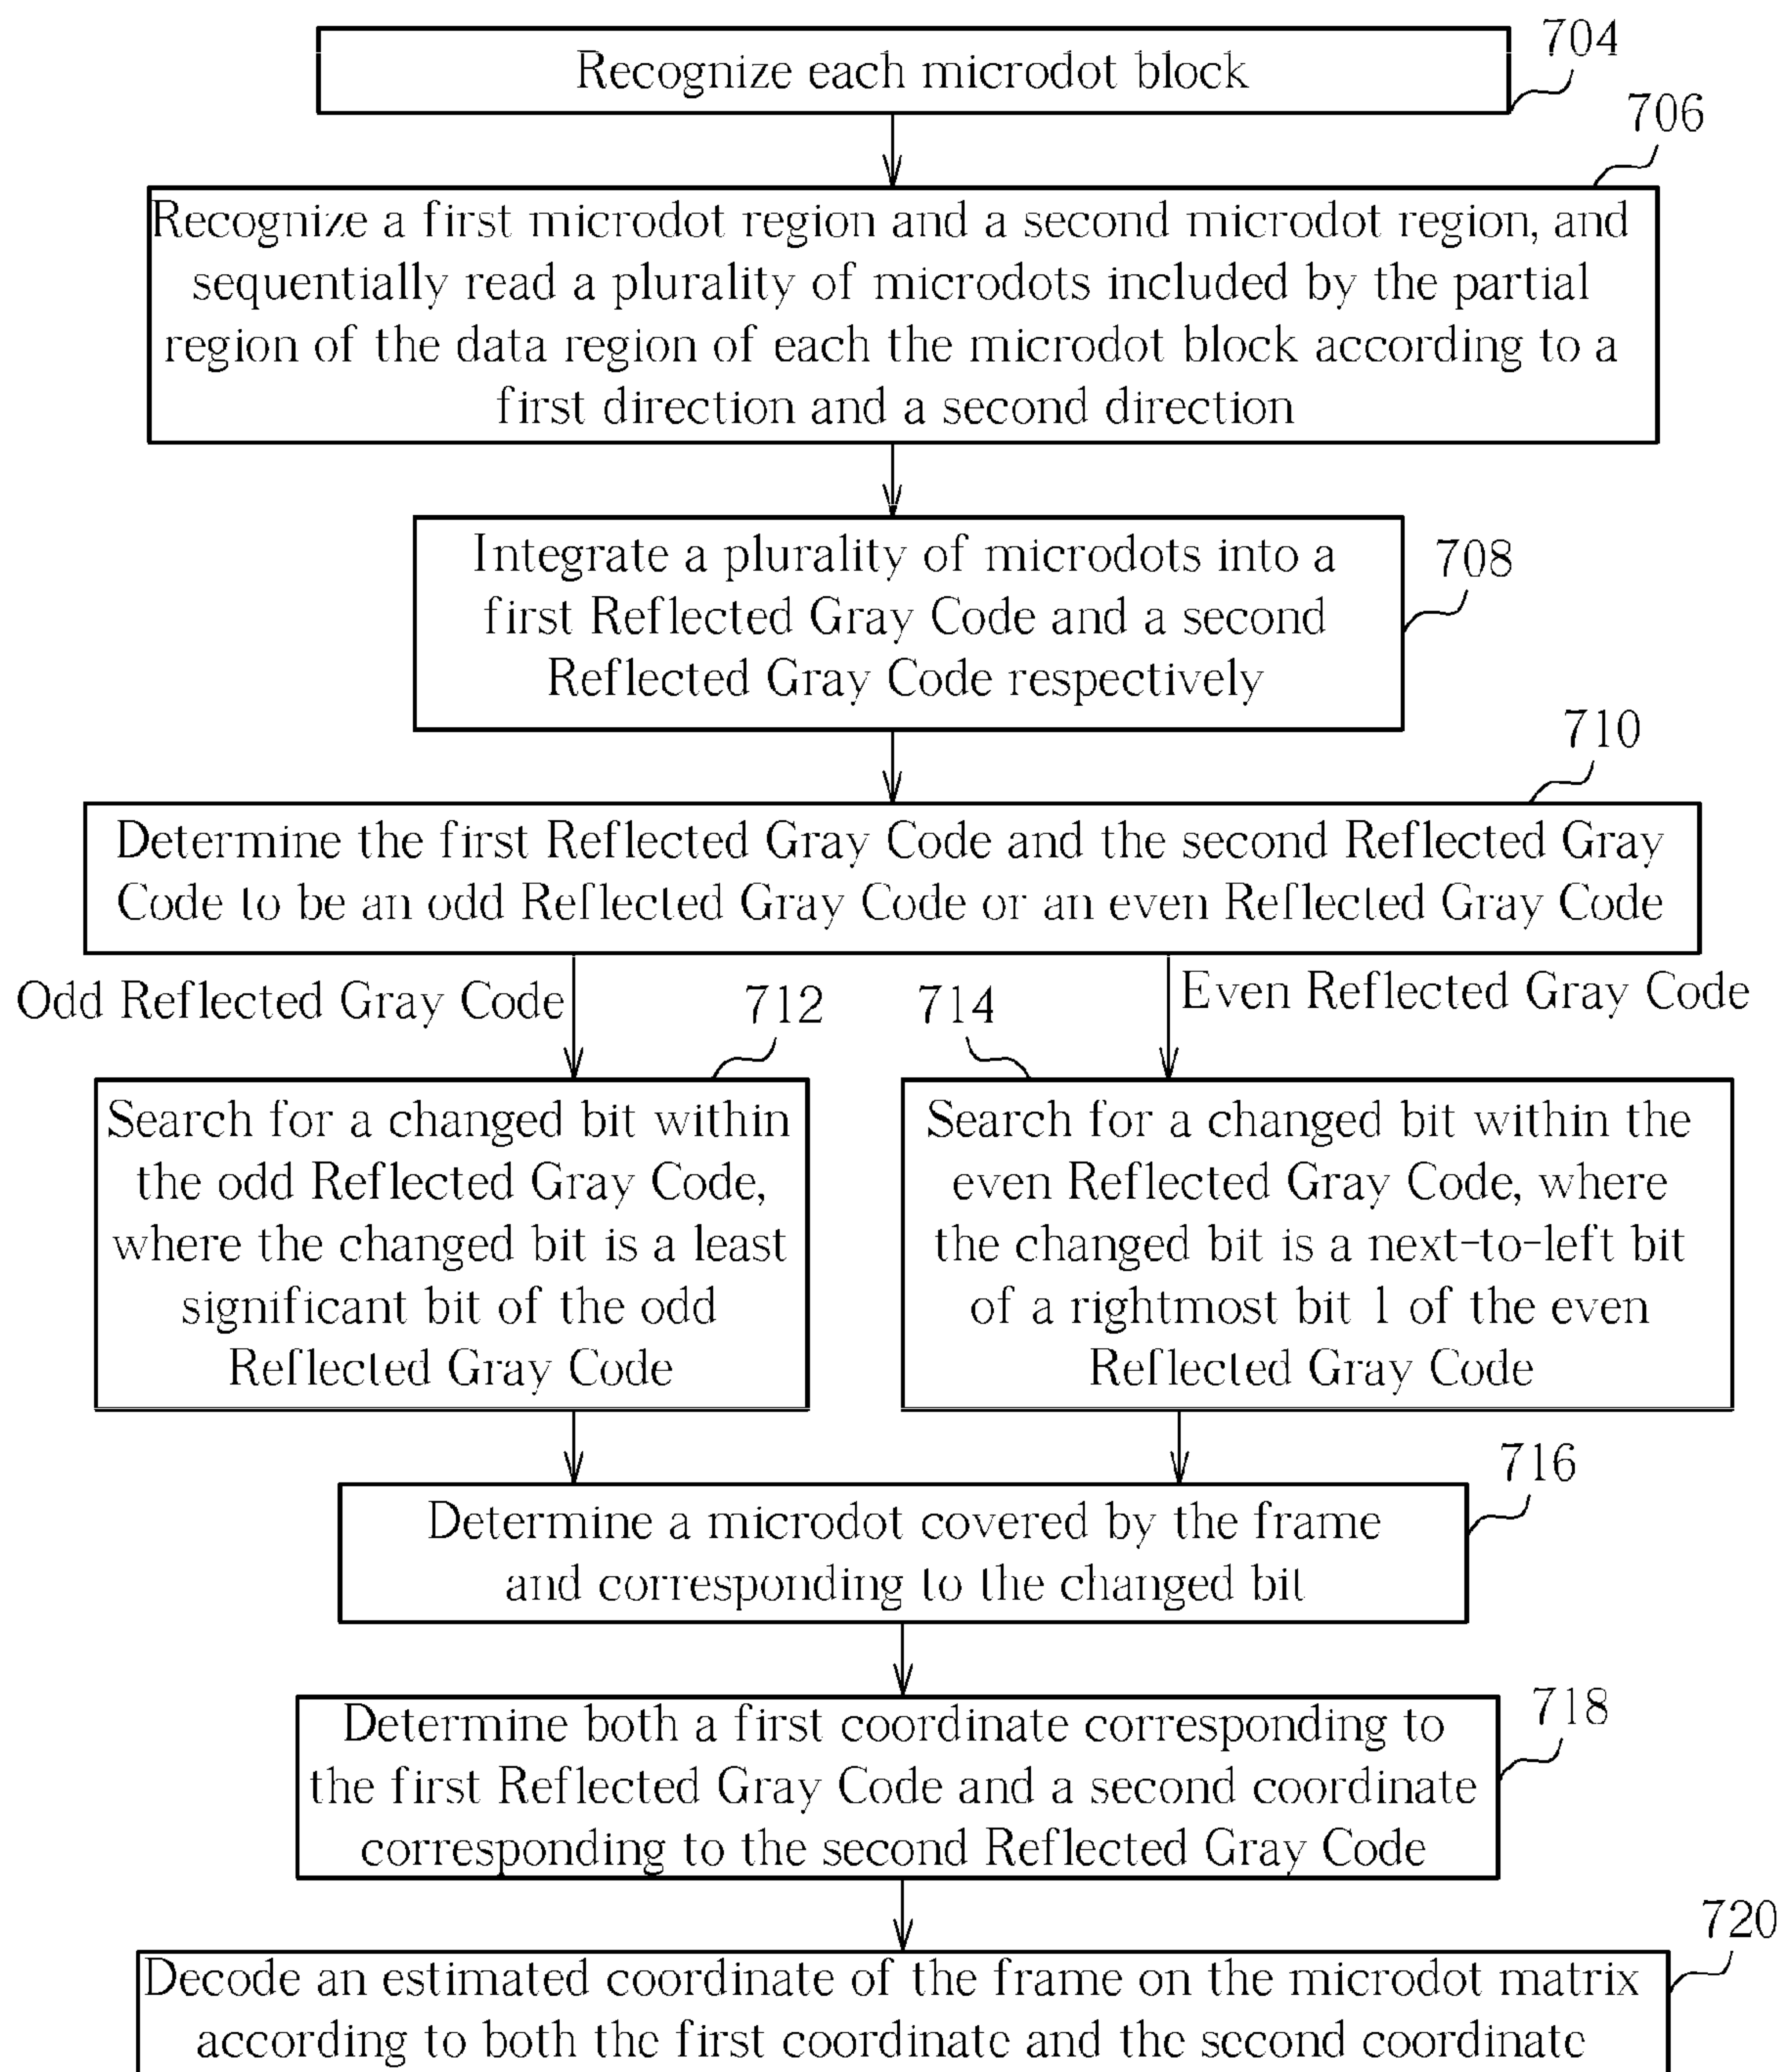 Recognize each microdot block
704
706
Recognize a first microdot region and a second microdot region, and
sequentially read a plurality of microdots included by the partial
region of the data region of each the microdot block according to a
first direction and a second direction
Integrate a plurality of microdots into a
first Reflected Gray Code and a second
Reflected Gray Code respectively
708
710
Determine the first Reflected Gray Code and the second Reflected Gray
Code to be an odd Reflected Gray Code or an even Reflected Gray Code
Odd Reflected Gray Code
Even Reflected Gray Code
712
714
Search for a changed bit within
the odd Reflected Gray Code,
where the changed bit is a least
significant bit of the odd
Reflected Gray Code
Search for a changed bit within the
even Reflected Gray Code, where
the changed bit is a next-to-left bit
of a rightmost bit 1 of the even
Reflected Gray Code
716
Determine a microdot covered by the frame
and corresponding to the changed bit
718
Determine both a first coordinate corresponding to
the first Reflected Gray Code and a second coordinate
corresponding to the second Reflected Gray Code
720
Decode an estimated coordinate of the frame on the microdot matrix
according to both the first coordinate and the second coordinate